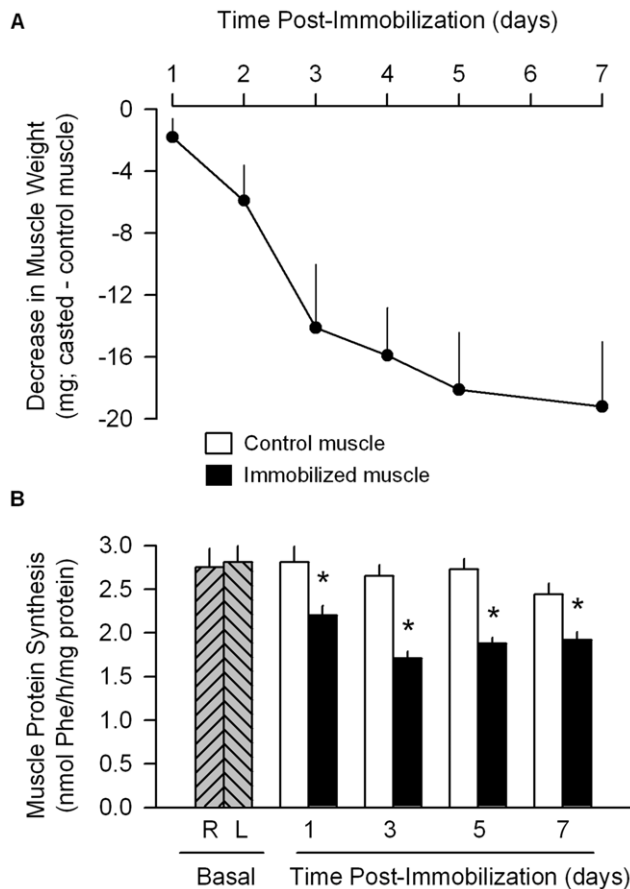 A
Time Post-Immobilization (days)
1 2 3 4 5 6 7
0
-4
-8
-12
-16
-20
Decrease in Muscle Weight
(mg; casted - control muscle)
Control muscle
Immobilized muscle
B
3.0
2.5
2.0
1.5
1.0
0.5
0.0
Muscle Protein Synthesis
(nmol Phe/h/mg protein)
* * * *
R L 1 3 5 7
Basal Time Post-Immobilization (days)